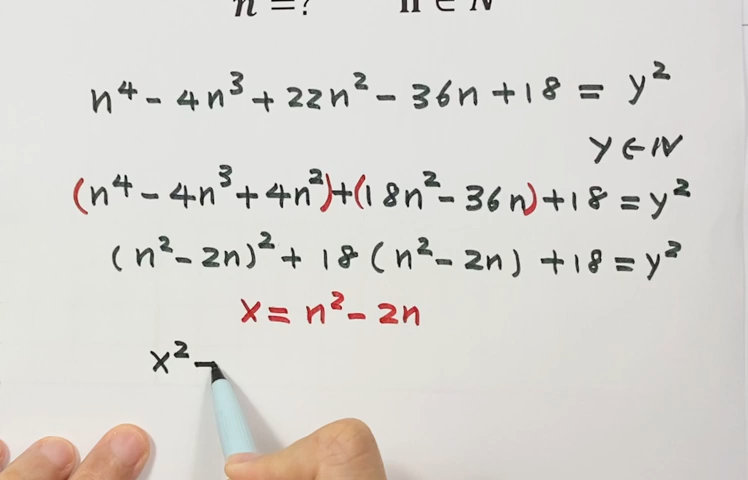 n = ? n ∈ N
n⁴ - 4n³ + 22n² - 36n + 18 = y²
y ∈ N
(n⁴ - 4n³ + 4n²) + (18n² - 36n) + 18 = y²
(n² - 2n)² + 18(n² - 2n) + 18 = y²
x = n² - 2n
x² -